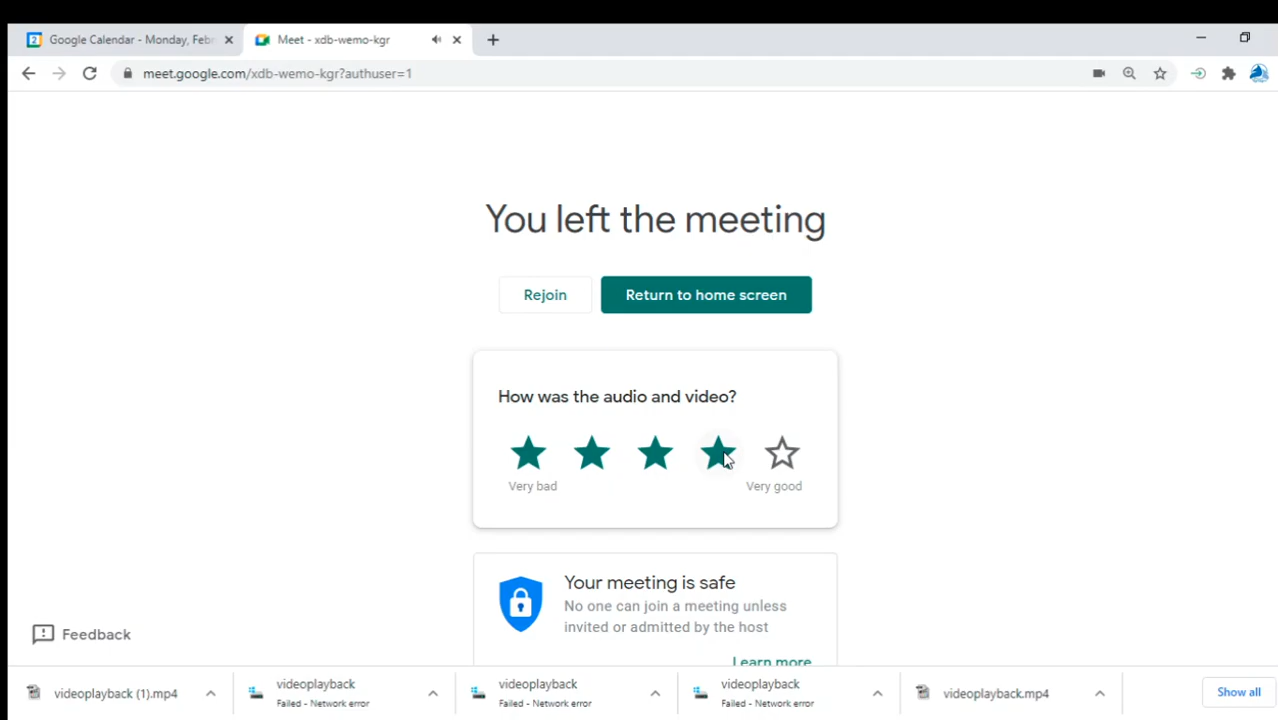 Google Calendar - Monday, Febr
Meet - xdb-wemo-kgr
meet.google.com/xdb-wemo-kgr?authuser=1
You left the meeting
Rejoin
Return to home screen
How was the audio and video?
Very bad
Very good
Your meeting is safe
No one can join a meeting unless
invited or admitted by the host
Learn more
Feedback
videoplayback (1).mp4
videoplayback
Failed - Network error
videoplayback
Failed - Network error
videoplayback
Failed - Network error
videoplayback.mp4
Show all